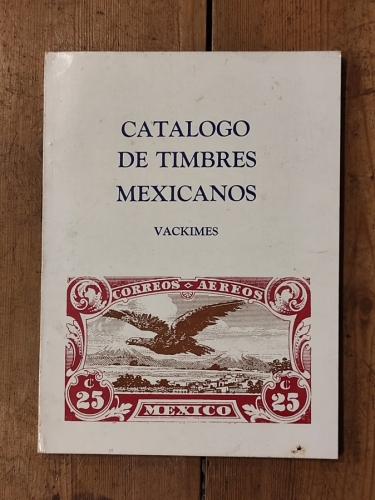 CATALOGO
DE TIMBRES
MEXICANOS
VACKIMES
CORREOS AEREOS
C C
25 MEXICO 25